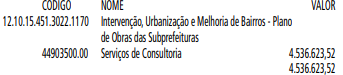 CODIGO NOME VALOR
12.10.15.451.3022.1170 Intervenção, Urbanização e Melhoria de Bairros - Plano
de Obras das Subprefeituras
44903500.00 Serviços de Consultoria 4.536.623,52
4.536.623,52